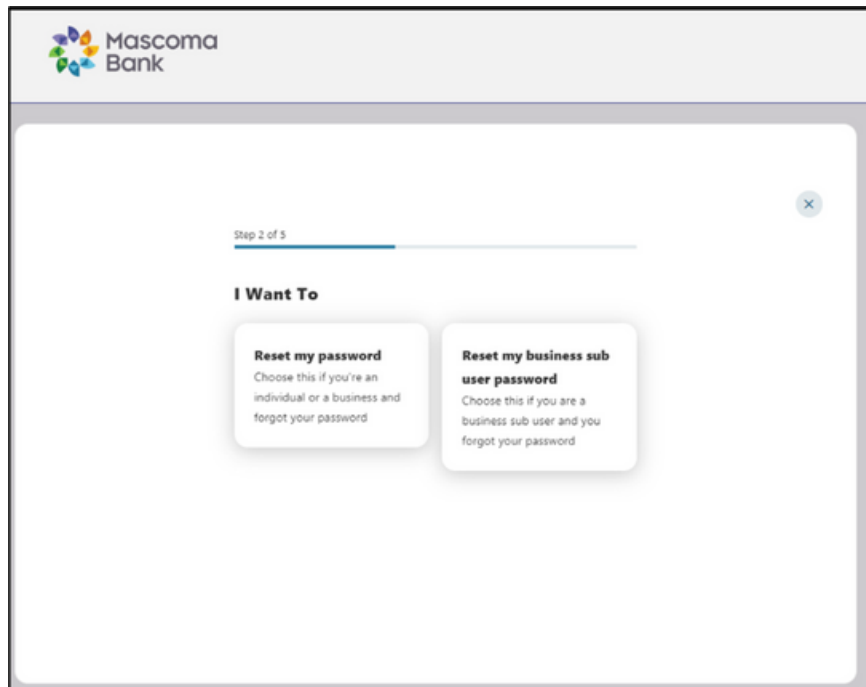 Mascoma
Bank
Step 2 of 5
I Want To
Reset my password
Choose this if you're an
individual or a business and
forgot your password
Reset my business sub
user password
Choose this if you are a
business sub user and you
forgot your password